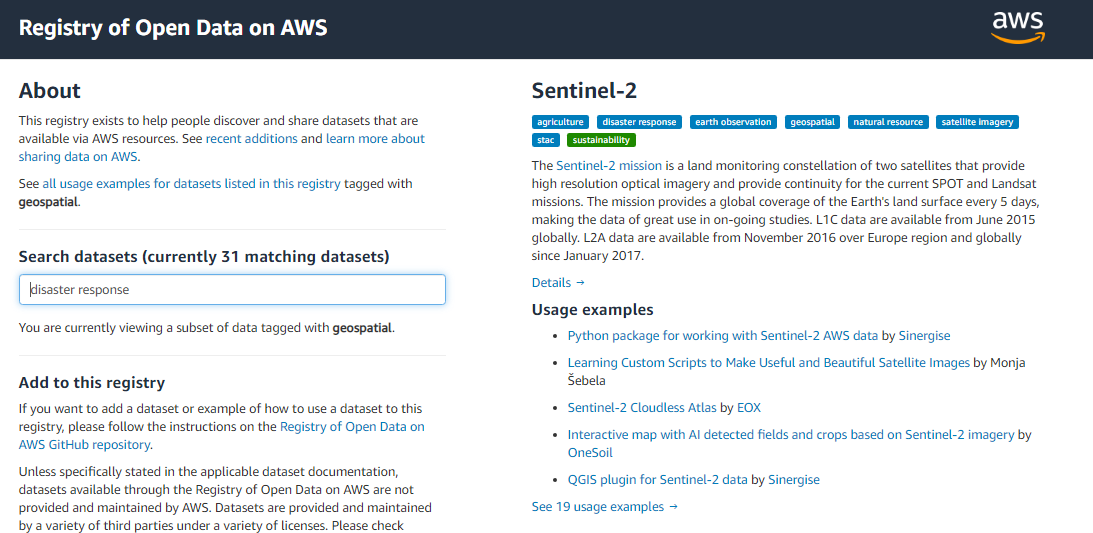 Registry of Open Data on AWS
aws
About
This registry exists to help people discover and share datasets that are
available via AWS resources. See recent additions and learn more about
sharing data on AWS.
See all usage examples for datasets listed in this registry tagged with
geospatial.
Search datasets (currently 31 matching datasets)
disaster response
You are currently viewing a subset of data tagged with geospatial.
Add to this registry
If you want to add a dataset or example of how to use a dataset to this
registry, please follow the instructions on the Registry of Open Data on
AWS GitHub repository.
Unless specifically stated in the applicable dataset documentation,
datasets available through the Registry of Open Data on AWS are not
provided and maintained by AWS. Datasets are provided and maintained
by a variety of third parties under a variety of licenses. Please check
Sentinel-2
agriculture disaster response earth observation geospatial natural resource satellite imagery
stac sustainability
The Sentinel-2 mission is a land monitoring constellation of two satellites that provide
high resolution optical imagery and provide continuity for the current SPOT and Landsat
missions. The mission provides a global coverage of the Earth's land surface every 5 days,
making the data of great use in on-going studies. L1C data are available from June 2015
globally. L2A data are available from November 2016 over Europe region and globally
since January 2017.
Details →
Usage examples
• Python package for working with Sentinel-2 AWS data by Sinergise
• Learning Custom Scripts to Make Useful and Beautiful Satellite Images by Monja
Šebela
• Sentinel-2 Cloudless Atlas by EOX
• Interactive map with AI detected fields and crops based on Sentinel-2 imagery by
OneSoil
• QGIS plugin for Sentinel-2 data by Sinergise
See 19 usage examples →